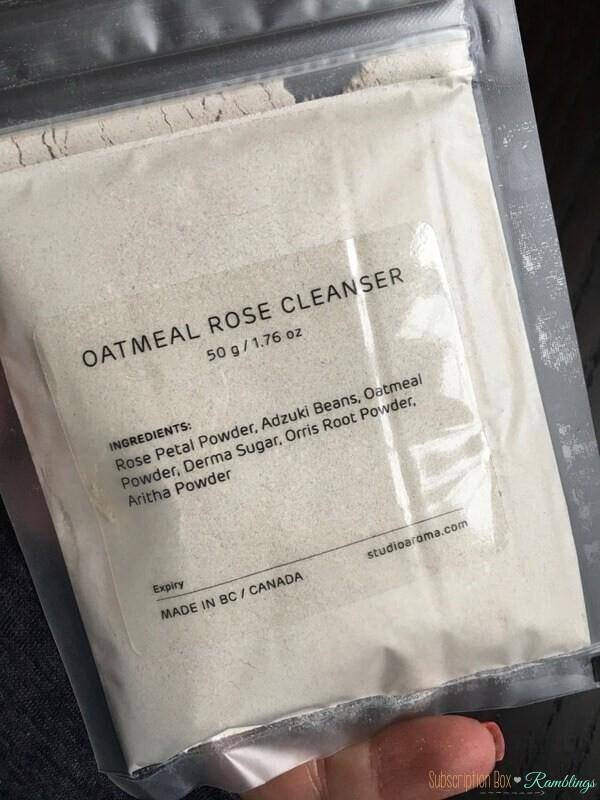 OATMEAL ROSE CLEANSER
50 g / 1.76 oz
INGREDIENTS:
Rose Petal Powder, Adzuki Beans, Oatmeal
Powder, Derma Sugar, Orris Root Powder,
Aritha Powder
Expiry
studioaroma.com
MADE IN BC / CANADA
Subscription Box ♥ Ramblings